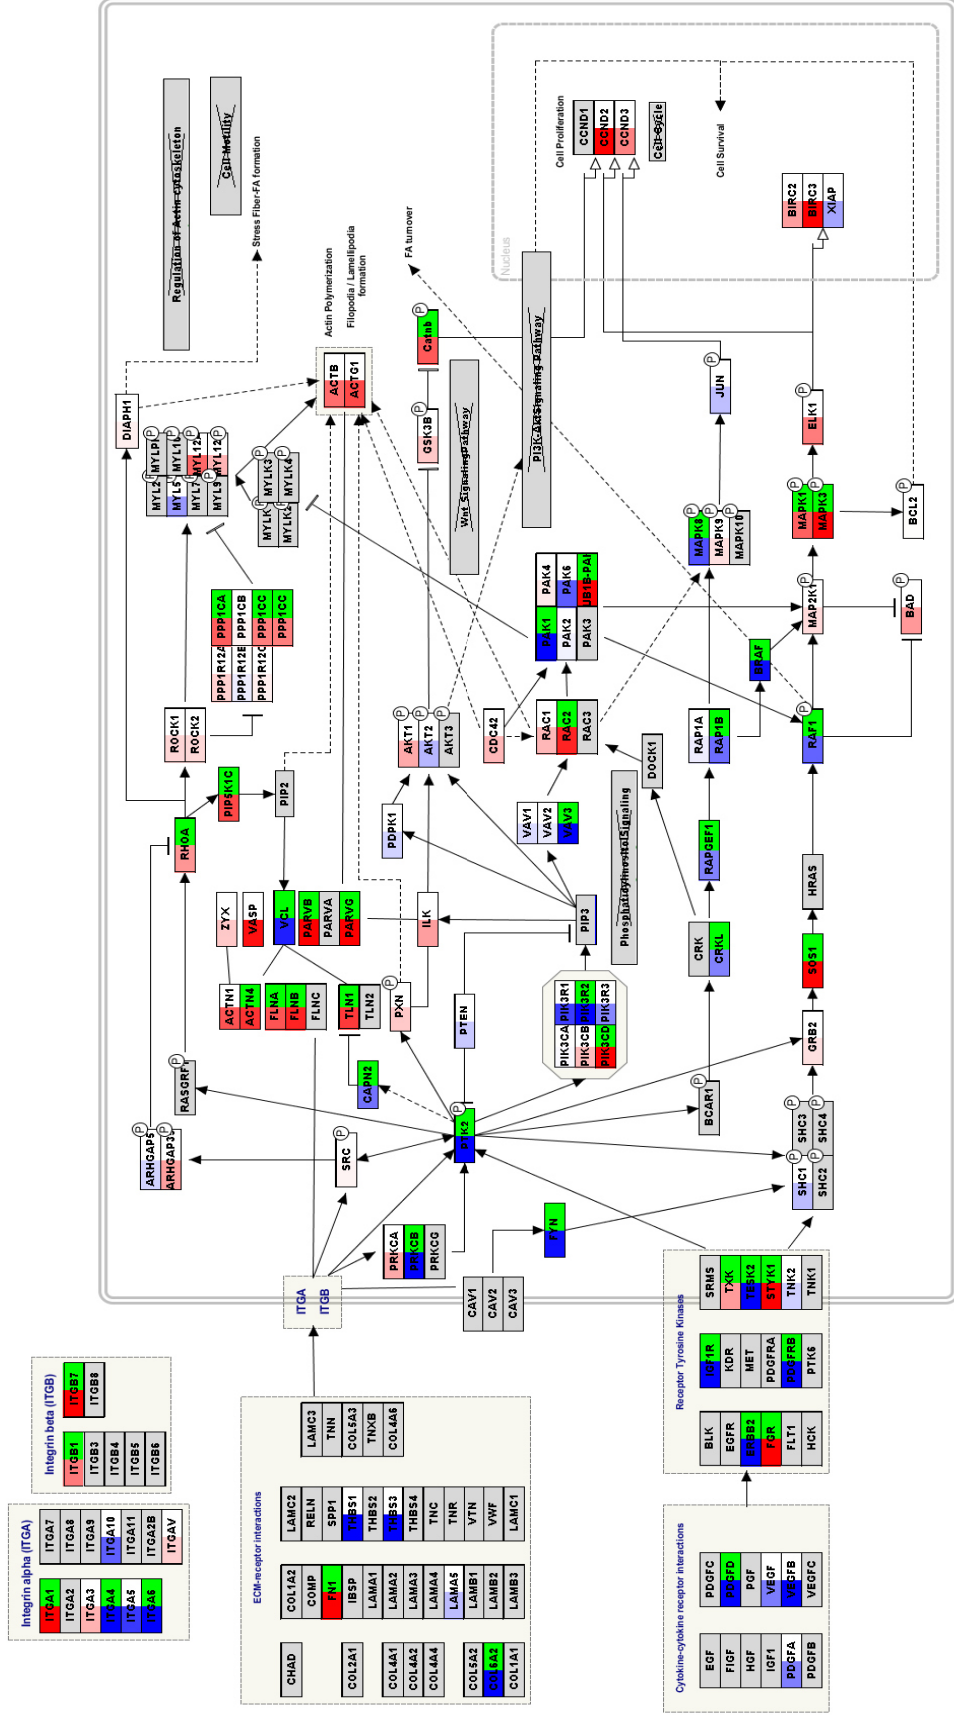 Integrin alpha (ITGA)
ITGA1
ITGA2
ITGA3
ITGA4
ITGA5
ITGA6
ITGA7
ITGA8
ITGA9
ITGA10
ITGA11
ITGA2B
ITGAV
Integrin beta (ITGB)
ITGB1
ITGB3
ITGB4
ITGB5
ITGB6
ITGB7
ITGB8
ECM-receptor interactions
CHAD
COL2A1
COL4A1
COL4A2
COL4A4
COL5A2
COL6A2
COL1A1
COL1A2
COMP
FN1
IBSP
LAMA1
LAMA2
LAMA3
LAMA4
LAMA5
LAMB1
LAMB2
LAMB3
LAMC2
RELN
SPP1
THBS1
THBS2
THBS3
THBS4
TNC
TNR
VTN
VWF
LAMC1
LAMC3
TNN
COL5A3
TNXB
COL4A6
Cytokine-cytokine receptor interactions
EGF
FIGF
HGF
IGF1
PDGFA
PDGFB
PDGFC
PDGFD
PGF
VEGF
VEGFB
VEGFC
Receptor Tyrosine Kinases
BLK
EGFR
ERBB2
FGR
FLT1
HCK
IGF1R
KDR
MET
PDGFRA
PDGFRB
PTK6
SRMS
TXK
TESK2
STYK1
TNK2
TNK1
ITGA
ITGB
CAV1
CAV2
CAV3
PRKCA
PRKCB
PRKCG
FYN
SRC
P
ARHGAP5
P
P
RASGRF1
P
PTK2
P
CAPN2
PTEN
PXN
P
TLN1
TLN2
FLNA
FLNB
FLNC
ACTN1
ACTN4
ZYX
VASP
VCL
PARVB
PARVA
PARVG
ILK
PIK3CA
PIK3CB
PIK3CD
PIK3R1
PIK3R2
PIK3R3
PIP3
Phosphatidylinositol Signaling
BCAR1
P
SHC1
P
SHC2
P
SHC3
P
SHC4
P
GRB2
SOS1
HRAS
CRK
CRKL
RAPGEF1
DOCK1
RHOA
PIP5K1C
PIP2
ROCK1
ROCK2
PDPK1
AKT1
P
AKT2
P
AKT3
P
VAV1
VAV2
VAV3
CDC42
RAC1
RAC2
RAC3
RAP1A
RAP1B
RAF1
P
BRAF
PAK1
PAK2
PAK3
PAK4
PAK6
PPP1CA
PPP1CB
PPP1CC
PPP1CC
MAP2K1
P
BAD
P
MAPK8
P
MAPK9
P
MAPK10
P
MAPK1
P
MAPK3
P
BCL2
MYL2
MYL5
MYL7
MYL9
MYLK
MYLK2
MYLK3
MYLK4
DIAPH1
GSK3B
P
Catnb
P
JUN
P
ELK1
P
ACTB
ACTG1
Wnt Signaling Pathway
PI3K-Akt Signaling Pathway
Regulation of Actin cytoskeleton
Cell Motility
Stress Fiber-FA formation
Actin Polymerization
Filopodia / Lamellipodia
formation
FA turnover
Nucleus
Cell Proliferation
CCND1
CCND2
CCND3
Cell Cycle
Cell Survival
BIRC2
BIRC3
XIAP